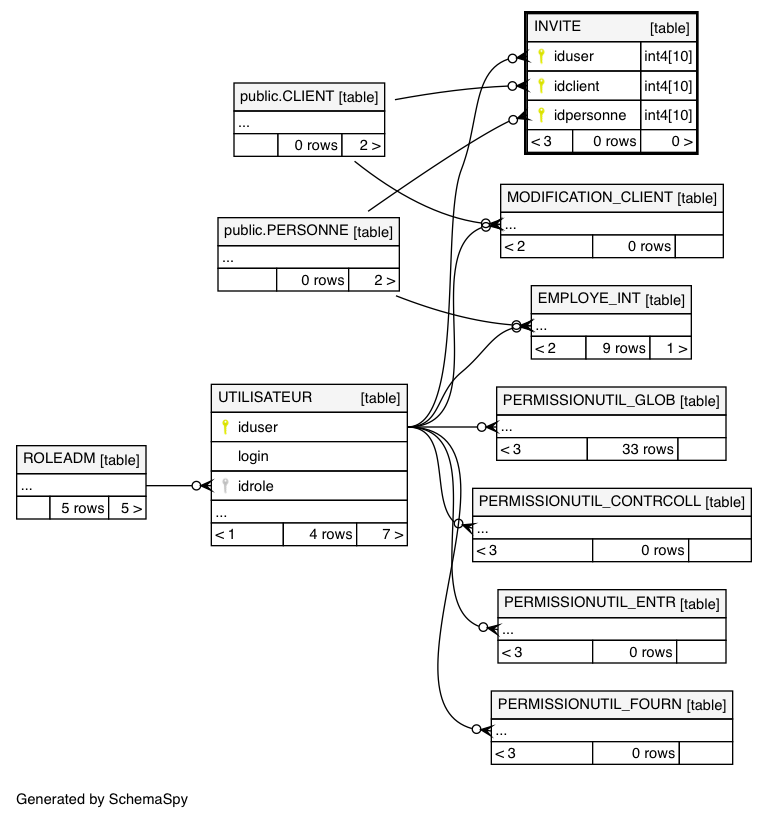 INVITE [table]
iduser int4[10]
idclient int4[10]
idpersonne int4[10]
< 3 0 rows 0 >
public.CLIENT [table]
...
0 rows 2 >
MODIFICATION_CLIENT [table]
...
< 2 0 rows
public.PERSONNE [table]
...
0 rows 2 >
EMPLOYE_INT [table]
...
< 2 9 rows 1 >
UTILISATEUR [table]
iduser
login
idrole
...
< 1 4 rows 7 >
PERMISSIONUTIL_GLOB [table]
...
< 3 33 rows
ROLEADM [table]
...
5 rows 5 >
PERMISSIONUTIL_CONTRCOLL [table]
...
< 3 0 rows
PERMISSIONUTIL_ENTR [table]
...
< 3 0 rows
PERMISSIONUTIL_FOURN [table]
...
< 3 0 rows
Generated by SchemaSpy